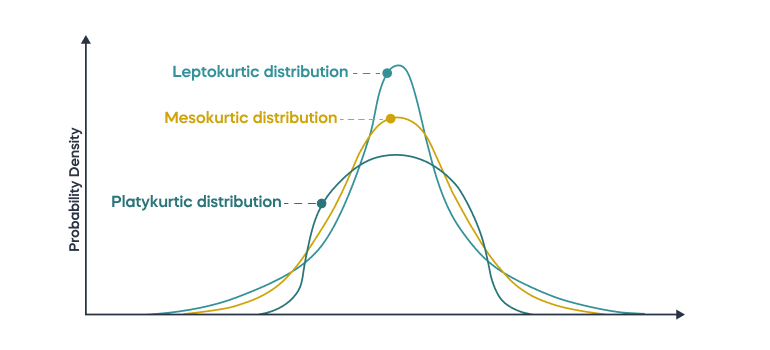 Leptokurtic distribution
Mesokurtic distribution
Platykurtic distribution
Probability Density